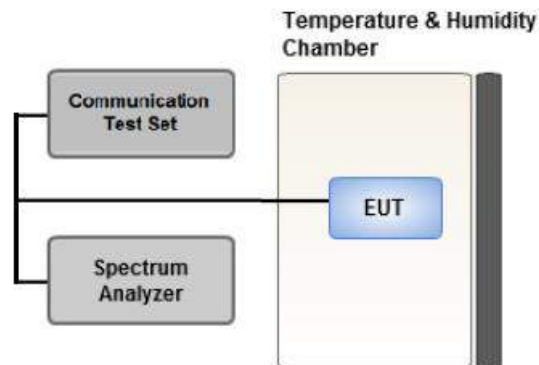 Temperature & Humidity
Chamber
Communication
Test Set
EUT
Spectrum
Analyzer